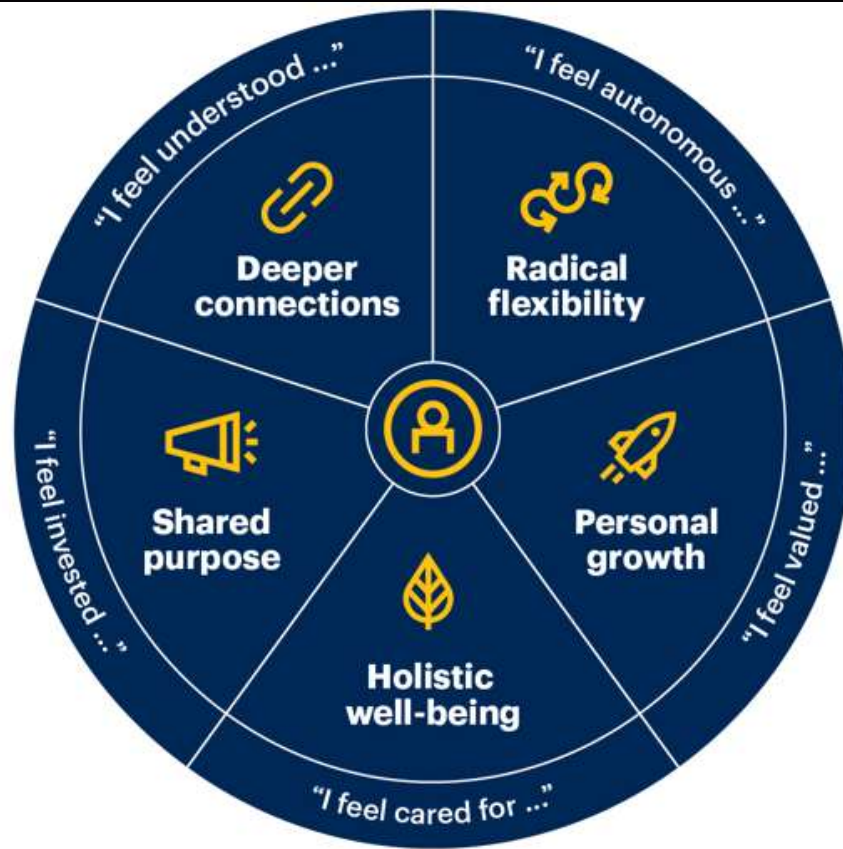 “I feel understood ...”
Deeper
connections
“I feel autonomous ...”
Radical
flexibility
“I feel valued ...”
Personal
growth
“I feel cared for ...”
Holistic
well-being
“I feel invested ...”
Shared
purpose